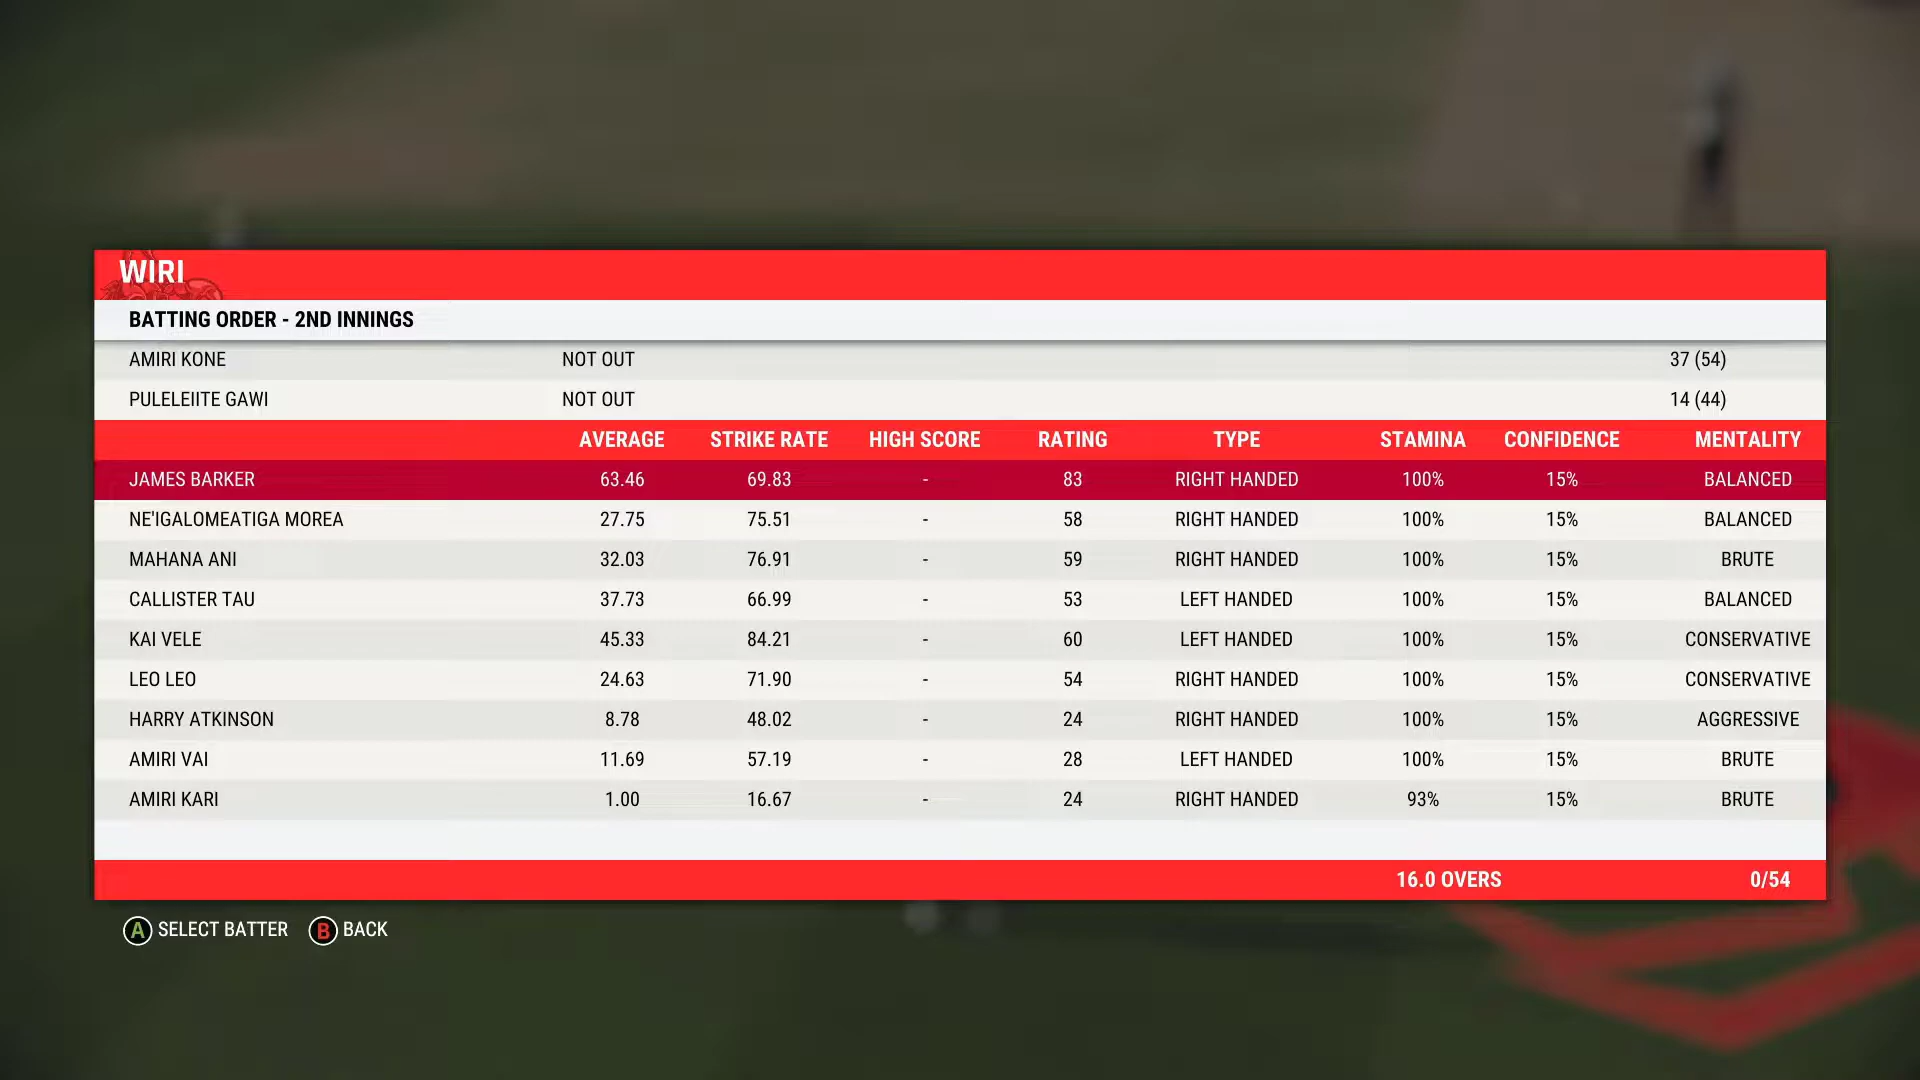 WIRI
BATTING ORDER - 2ND INNINGS
AMIRI KONE NOT OUT 37 (54)
PULELEIITE GAWI NOT OUT 14 (44)
AVERAGE STRIKE RATE HIGH SCORE RATING TYPE STAMINA CONFIDENCE MENTALITY
JAMES BARKER 63.46 69.83 - 83 RIGHT HANDED 100% 15% BALANCED
NE'IGALOMEATIGA MOREA 27.75 75.51 - 58 RIGHT HANDED 100% 15% BALANCED
MAHANA ANI 32.03 76.91 - 59 RIGHT HANDED 100% 15% BRUTE
CALLISTER TAU 37.73 66.99 - 53 LEFT HANDED 100% 15% BALANCED
KAI VELE 45.33 84.21 - 60 LEFT HANDED 100% 15% CONSERVATIVE
LEO LEO 24.63 71.90 - 54 RIGHT HANDED 100% 15% CONSERVATIVE
HARRY ATKINSON 8.78 48.02 - 24 RIGHT HANDED 100% 15% AGGRESSIVE
AMIRI VAI 11.69 57.19 - 28 LEFT HANDED 100% 15% BRUTE
AMIRI KARI 1.00 16.67 - 24 RIGHT HANDED 93% 15% BRUTE
16.0 OVERS 0/54
A SELECT BATTER B BACK